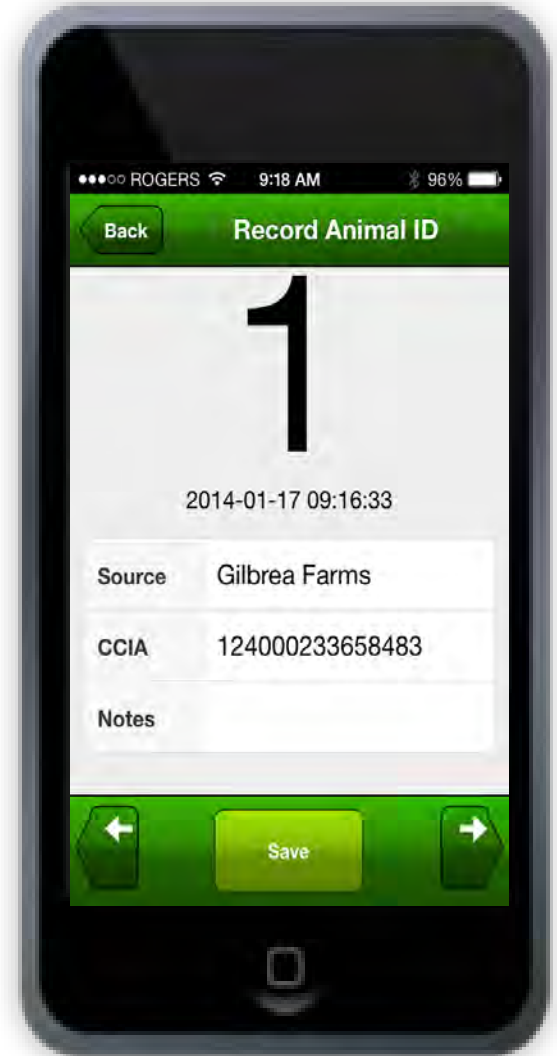 ROGERS 9:18 AM 96%
Back Record Animal ID
1
2014-01-17 09:16:33
Source Gilbrea Farms
CCIA 124000233658483
Notes
Save